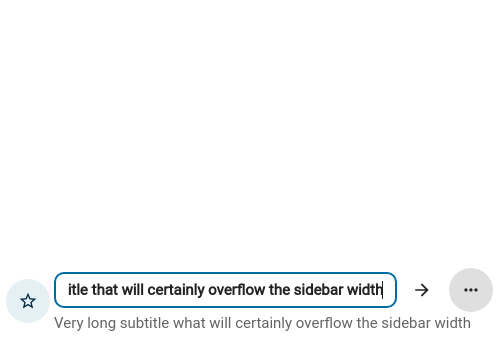 itle that will certainly overflow the sidebar width
Very long subtitle what will certainly overflow the sidebar width